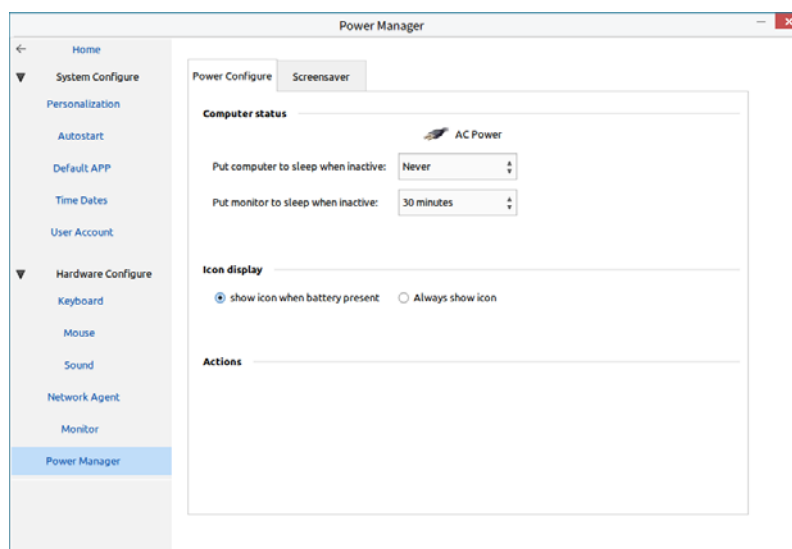 Power Manager
Home
System Configure
Personalization
Autostart
Default APP
Time Dates
User Account
Hardware Configure
Keyboard
Mouse
Sound
Network Agent
Monitor
Power Manager
Power Configure
Screensaver
Computer status
AC Power
Put computer to sleep when inactive: Never
Put monitor to sleep when inactive: 30 minutes
Icon display
show icon when battery present Always show icon
Actions